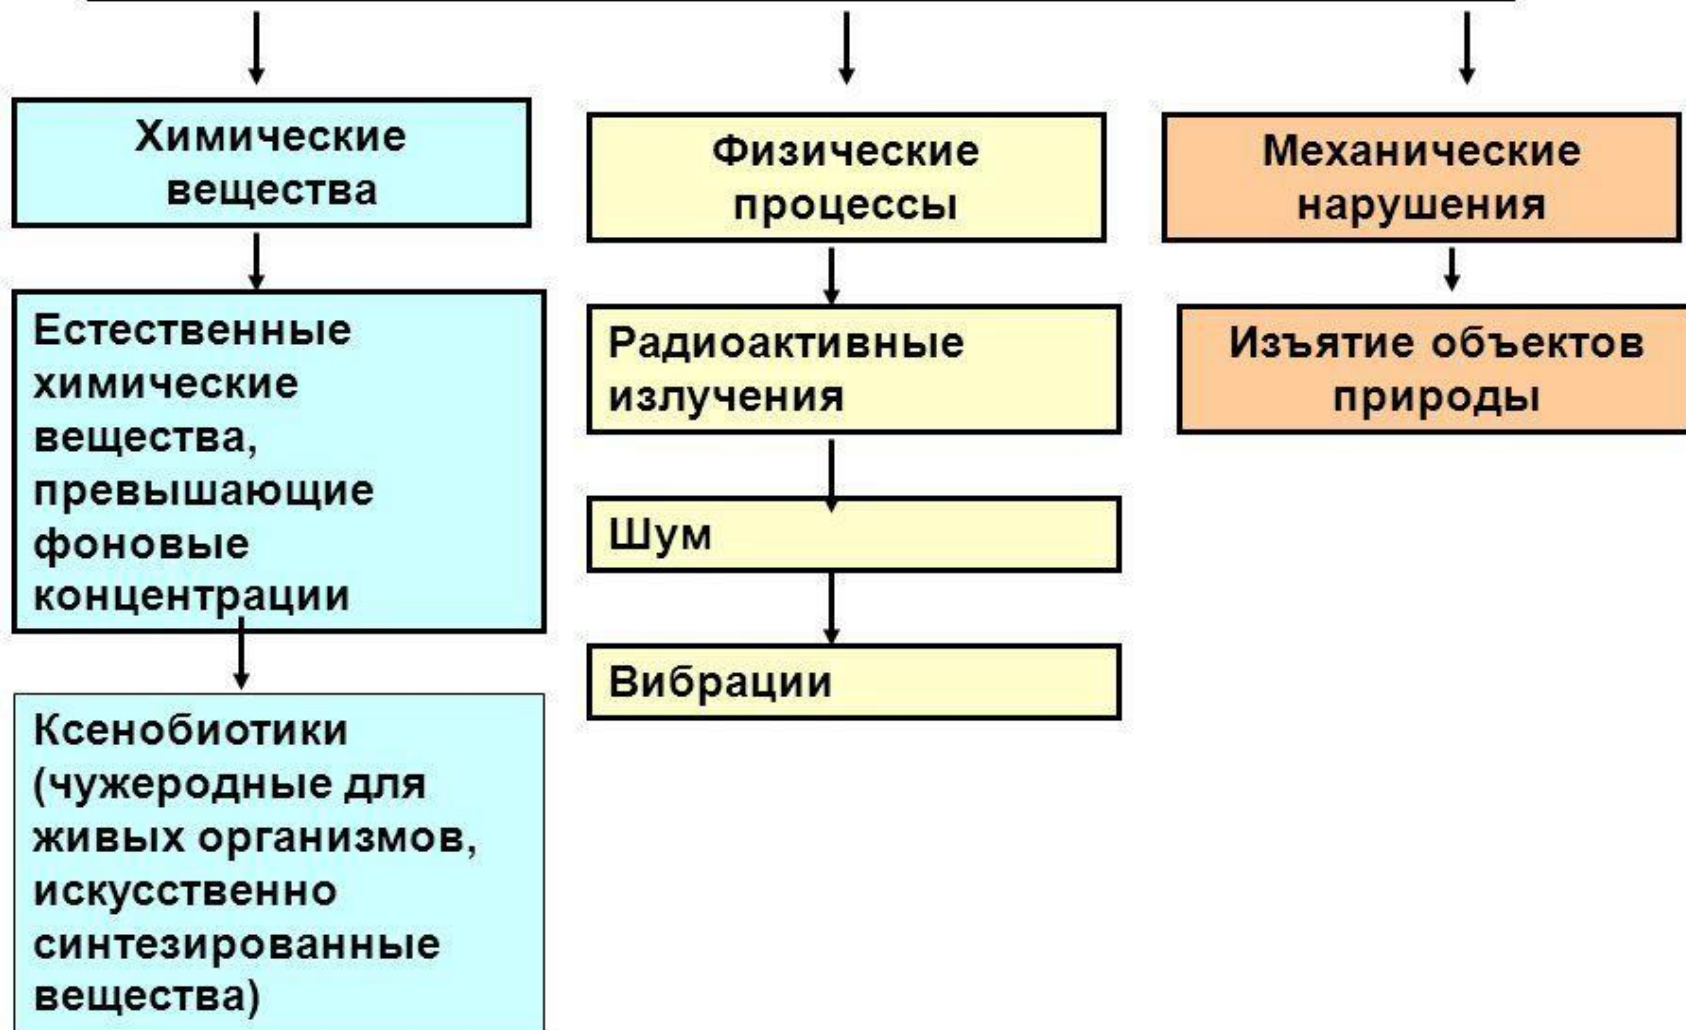 Химические
вещества
Естественные
химические
вещества,
превышающие
фоновые
концентрации
Ксенобиотики
(чужеродные для
живых организмов,
искусственно
синтезированные
вещества)
Физические
процессы
Радиоактивные
излучения
Шум
Вибрации
Механические
нарушения
Изъятие объектов
природы